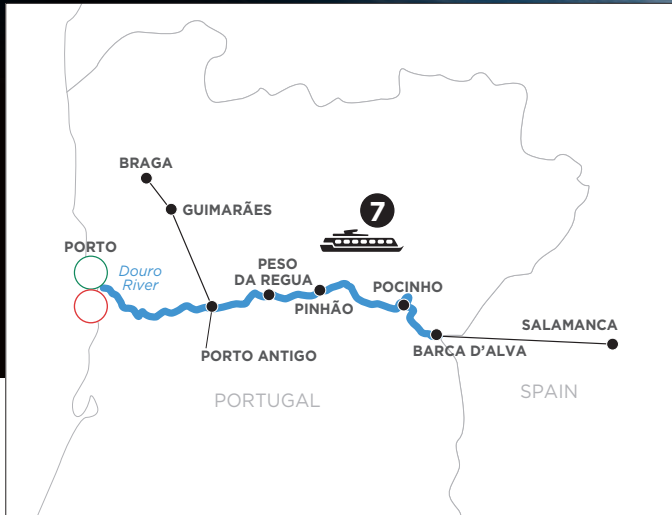 BRAGA
GUIMARÃES
7
PORTO
Douro
River
PESO
DA REGUA
PINHÃO
POCINHO
PORTO ANTIGO
BARCA D'ALVA
SALAMANCA
PORTUGAL
SPAIN